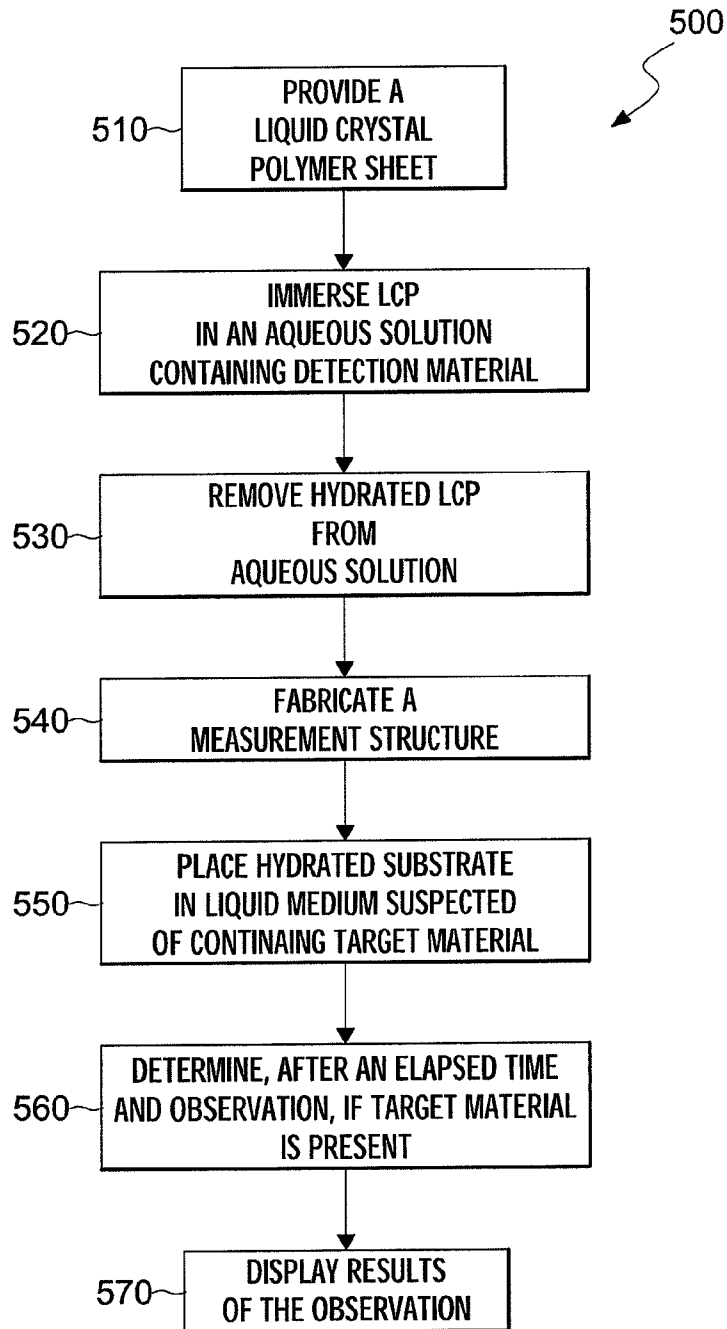 500
510
PROVIDE A
LIQUID CRYSTAL
POLYMER SHEET
520
IMMERSE LCP
IN AN AQUEOUS SOLUTION
CONTAINING DETECTION MATERIAL
530
REMOVE HYDRATED LCP
FROM
AQUEOUS SOLUTION
540
FABRICATE A
MEASUREMENT STRUCTURE
550
PLACE HYDRATED SUBSTRATE
IN LIQUID MEDIUM SUSPECTED
OF CONTINAING TARGET MATERIAL
560
DETERMINE, AFTER AN ELAPSED TIME
AND OBSERVATION, IF TARGET MATERIAL
IS PRESENT
570
DISPLAY RESULTS
OF THE OBSERVATION